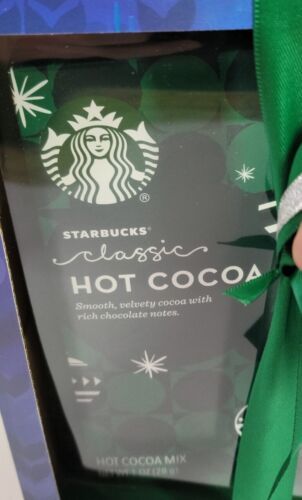 ®
STARBUCKS®
classic
HOT COCOA
Smooth, velvety cocoa with
rich chocolate notes.
HOT COCOA MIX
NET WT 1 OZ (28 g)